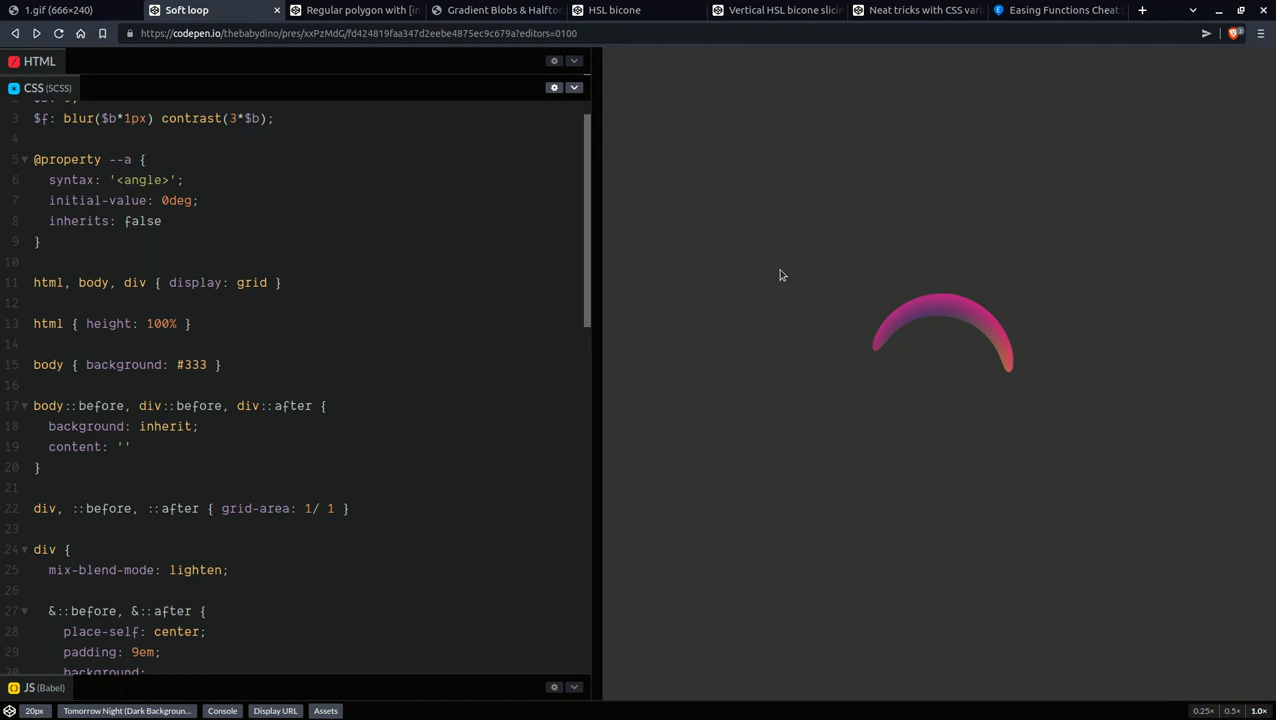 1.gif (666×240)
Soft loop
Regular polygon with [in
Gradient Blobs & Halfton
HSL bicone
Vertical HSL bicone slicin
Neat tricks with CSS vari
Easing Functions Cheat S
https://codepen.io/thebabydino/pres/xxPzMdG/fd424819faa347d2eebe4875ec9c679a?editors=0100
2
HTML
CSS (SCSS)
3 $f: blur($b*1px) contrast(3*$b);
4
5 @property --a {
6 syntax: '<angle>';
7 initial-value: 0deg;
8 inherits: false
9 }
10
11 html, body, div { display: grid }
12
13 html { height: 100% }
14
15 body { background: #333 }
16
17 body::before, div::before, div::after {
18 background: inherit;
19 content: ''
20 }
21
22 div, ::before, ::after { grid-area: 1/ 1 }
23
24 div {
25 mix-blend-mode: lighten;
26
27 &::before, &::after {
28 place-self: center;
29 padding: 9em;
30 background:
JS (Babel)
20px
Tomorrow Night (Dark Backgroun...
Console
Display URL
Assets
0.25×
0.5×
1.0×